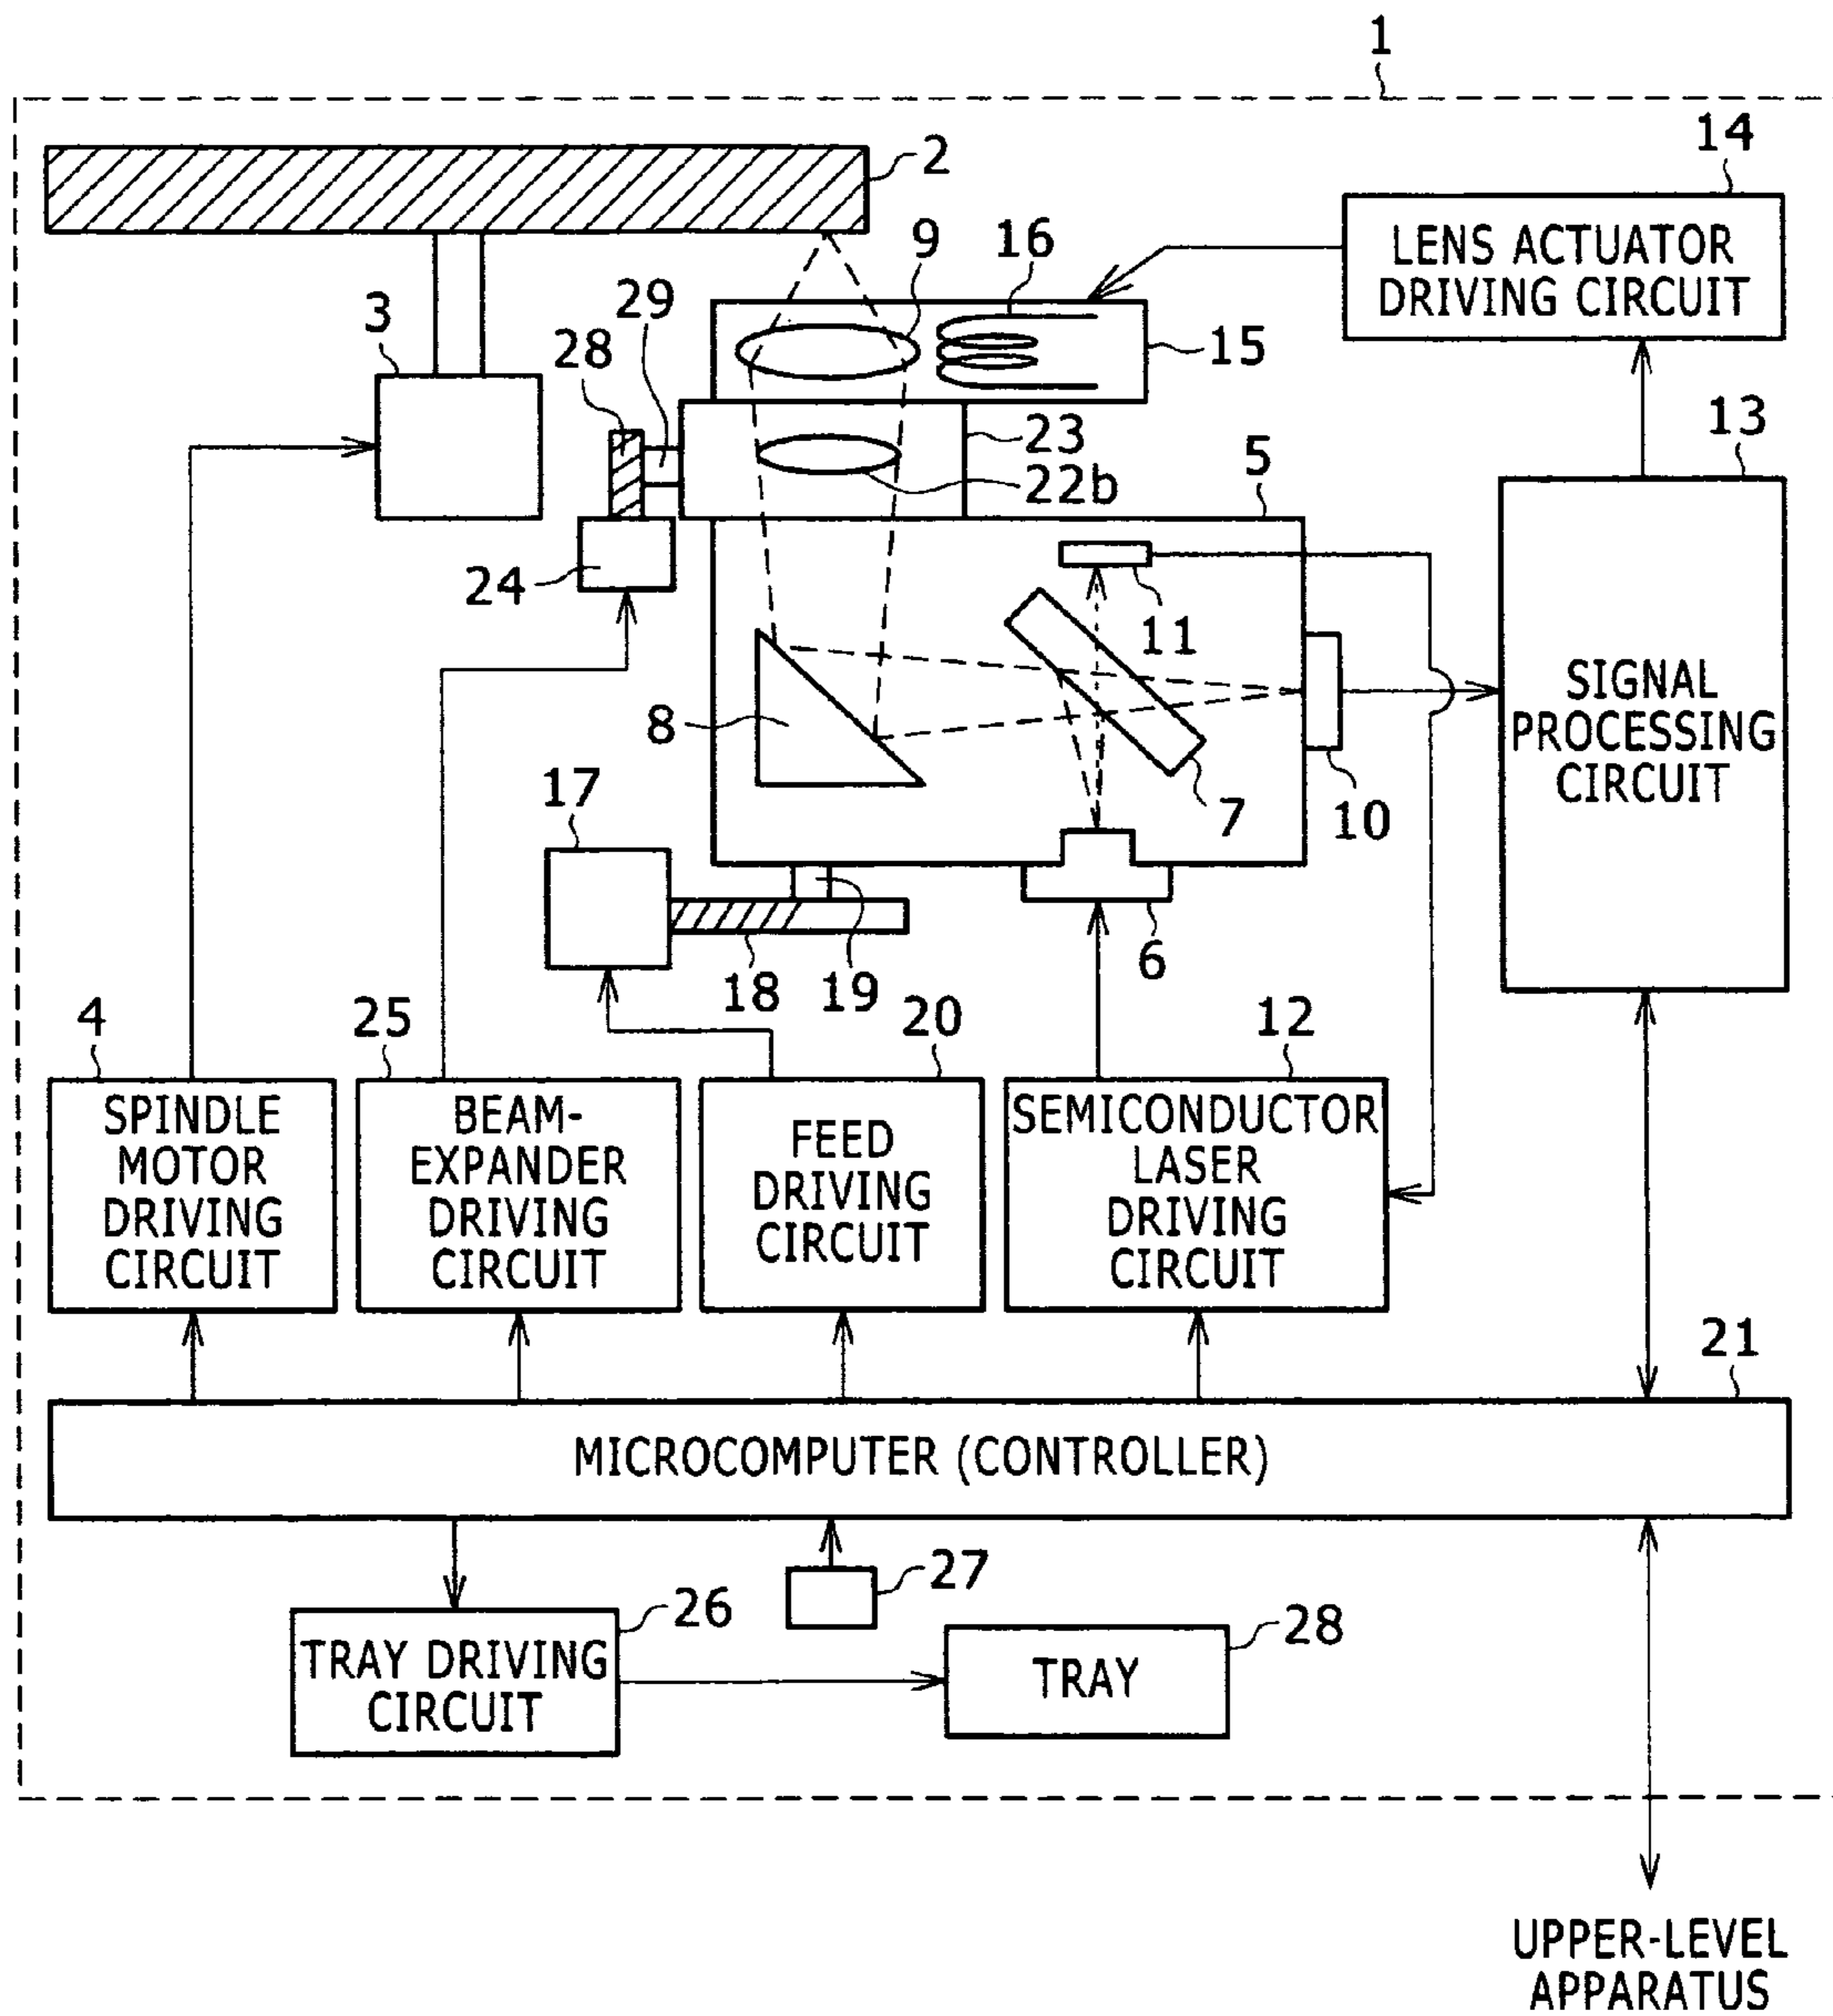 1
2
14
LENS ACTUATOR
DRIVING CIRCUIT
9
16
29
3
28
15
13
23
5
22b
24
11
SIGNAL
PROCESSING
CIRCUIT
8
17
7
10
18
19
6
4
25
20
12
SPINDLE
MOTOR
DRIVING
CIRCUIT
BEAM-
EXPANDER
DRIVING
CIRCUIT
FEED
DRIVING
CIRCUIT
SEMICONDUCTOR
LASER
DRIVING
CIRCUIT
21
MICROCOMPUTER (CONTROLLER)
27
26
28
TRAY DRIVING
CIRCUIT
TRAY
UPPER-LEVEL
APPARATUS